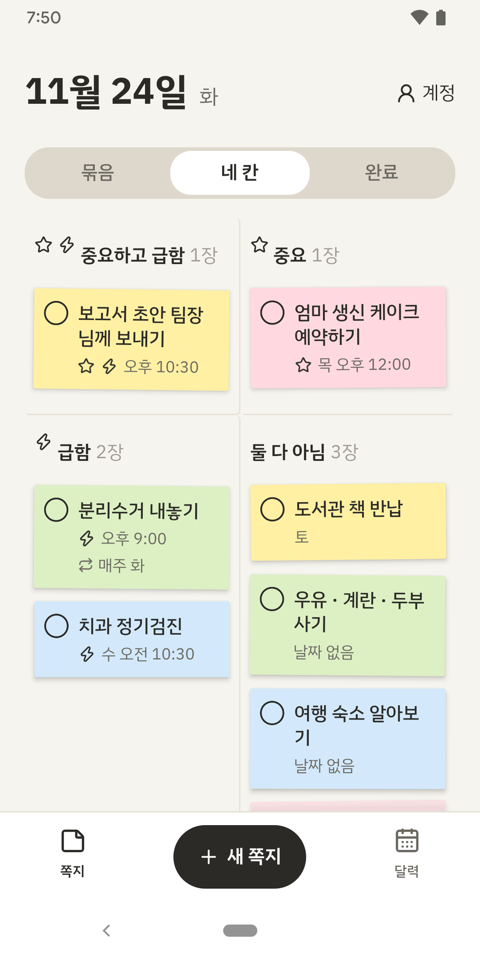 7:50
11월 24일 화
계정
묶음
네 칸
완료
중요하고 급함 1장
보고서 초안 팀장
님께 보내기
오후 10:30
중요 1장
엄마 생신 케이크
예약하기
목 오후 12:00
급함 2장
분리수거 내놓기
오후 9:00
매주 화
치과 정기검진
수 오전 10:30
둘 다 아님 3장
도서관 책 반납
토
우유 · 계란 · 두부
사기
날짜 없음
여행 숙소 알아보
기
날짜 없음
쪽지
+ 새 쪽지
달력